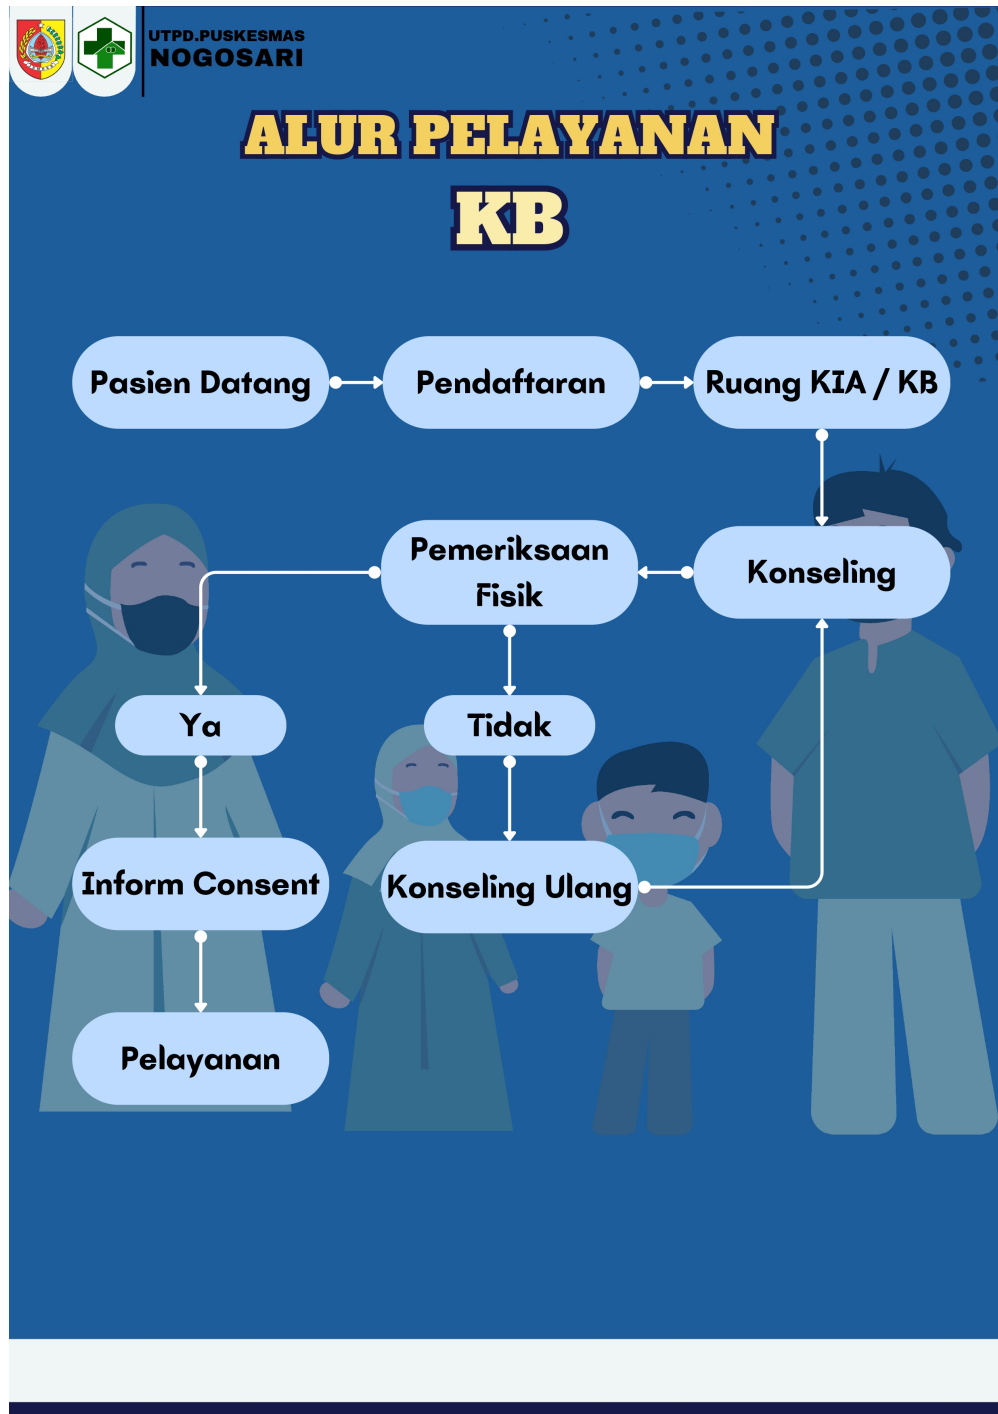 UTPD.PUSKESMAS
NOGOSARI
ALUR PELAYANAN
KB
Pasien Datang
Pendaftaran
Ruang KIA / KB
Konseling
Pemeriksaan
Fisik
Ya
Tidak
Inform Consent
Konseling Ulang
Pelayanan